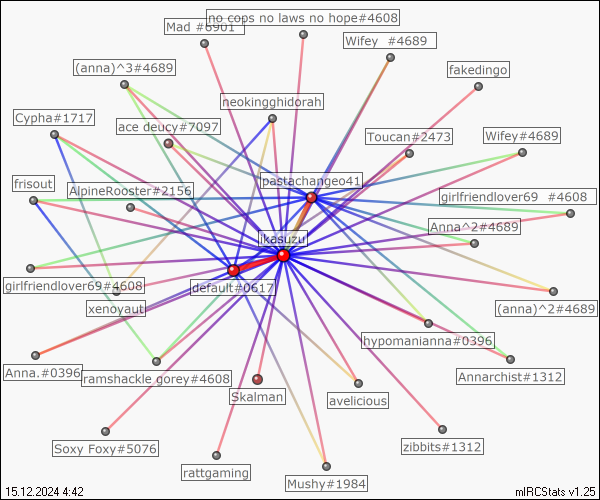 no cops no laws no hope#4608
Mad #6901
Wifey #4689
(anna)^3#4689
fakedingo
neokingghidorah
Cypha#1717
ace deucy#7097
Toucan#2473
Wifey#4689
pastachangeo41
frisout
AlpineRooster#2156
girlfriendlover69 #4608
Anna^2#4689
ikasuzu
girlfriendlover69#4608
default#0617
xenoyaut
(anna)^2#4689
hypomanianna#0396
Anna.#0396
ramshackle gorey#4608
Annarchist#1312
Skalman
avelicious
Soxy Foxy#5076
zibbits#1312
rattgaming
Mushy#1984
15.12.2024 4:42
mIRCStats v1.25